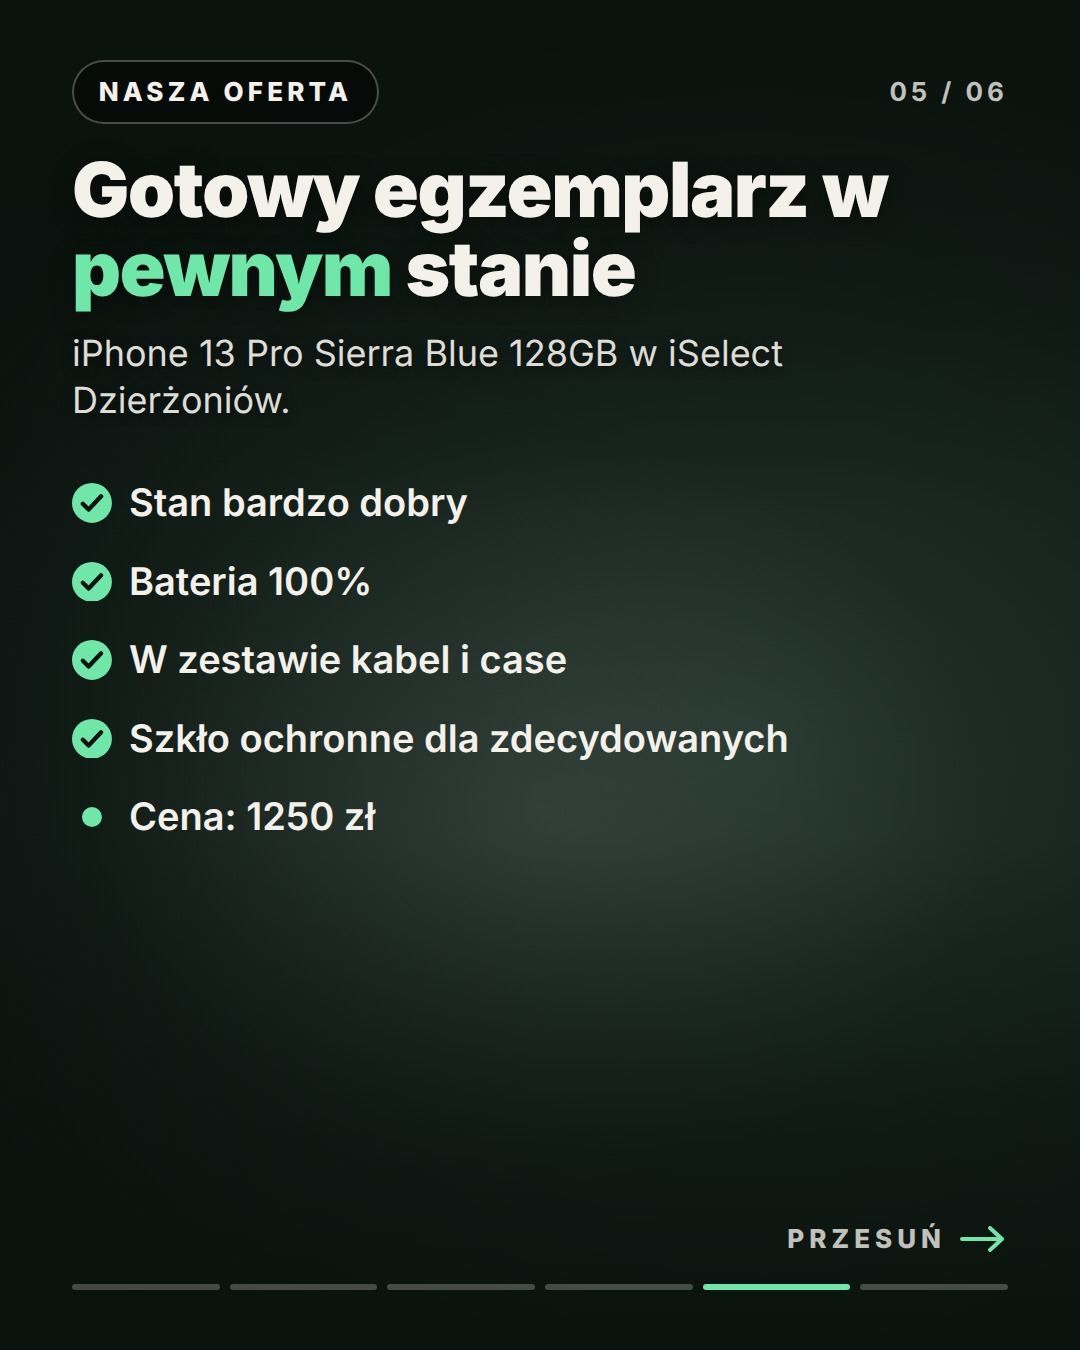 NASZA OFERTA
05 / 06
Gotowy egzemplarz w
pewnym stanie
iPhone 13 Pro Sierra Blue 128GB w iSelect
Dzierżoniów.
Stan bardzo dobry
Bateria 100%
W zestawie kabel i case
Szkło ochronne dla zdecydowanych
Cena: 1250 zł
PRZESUŃ